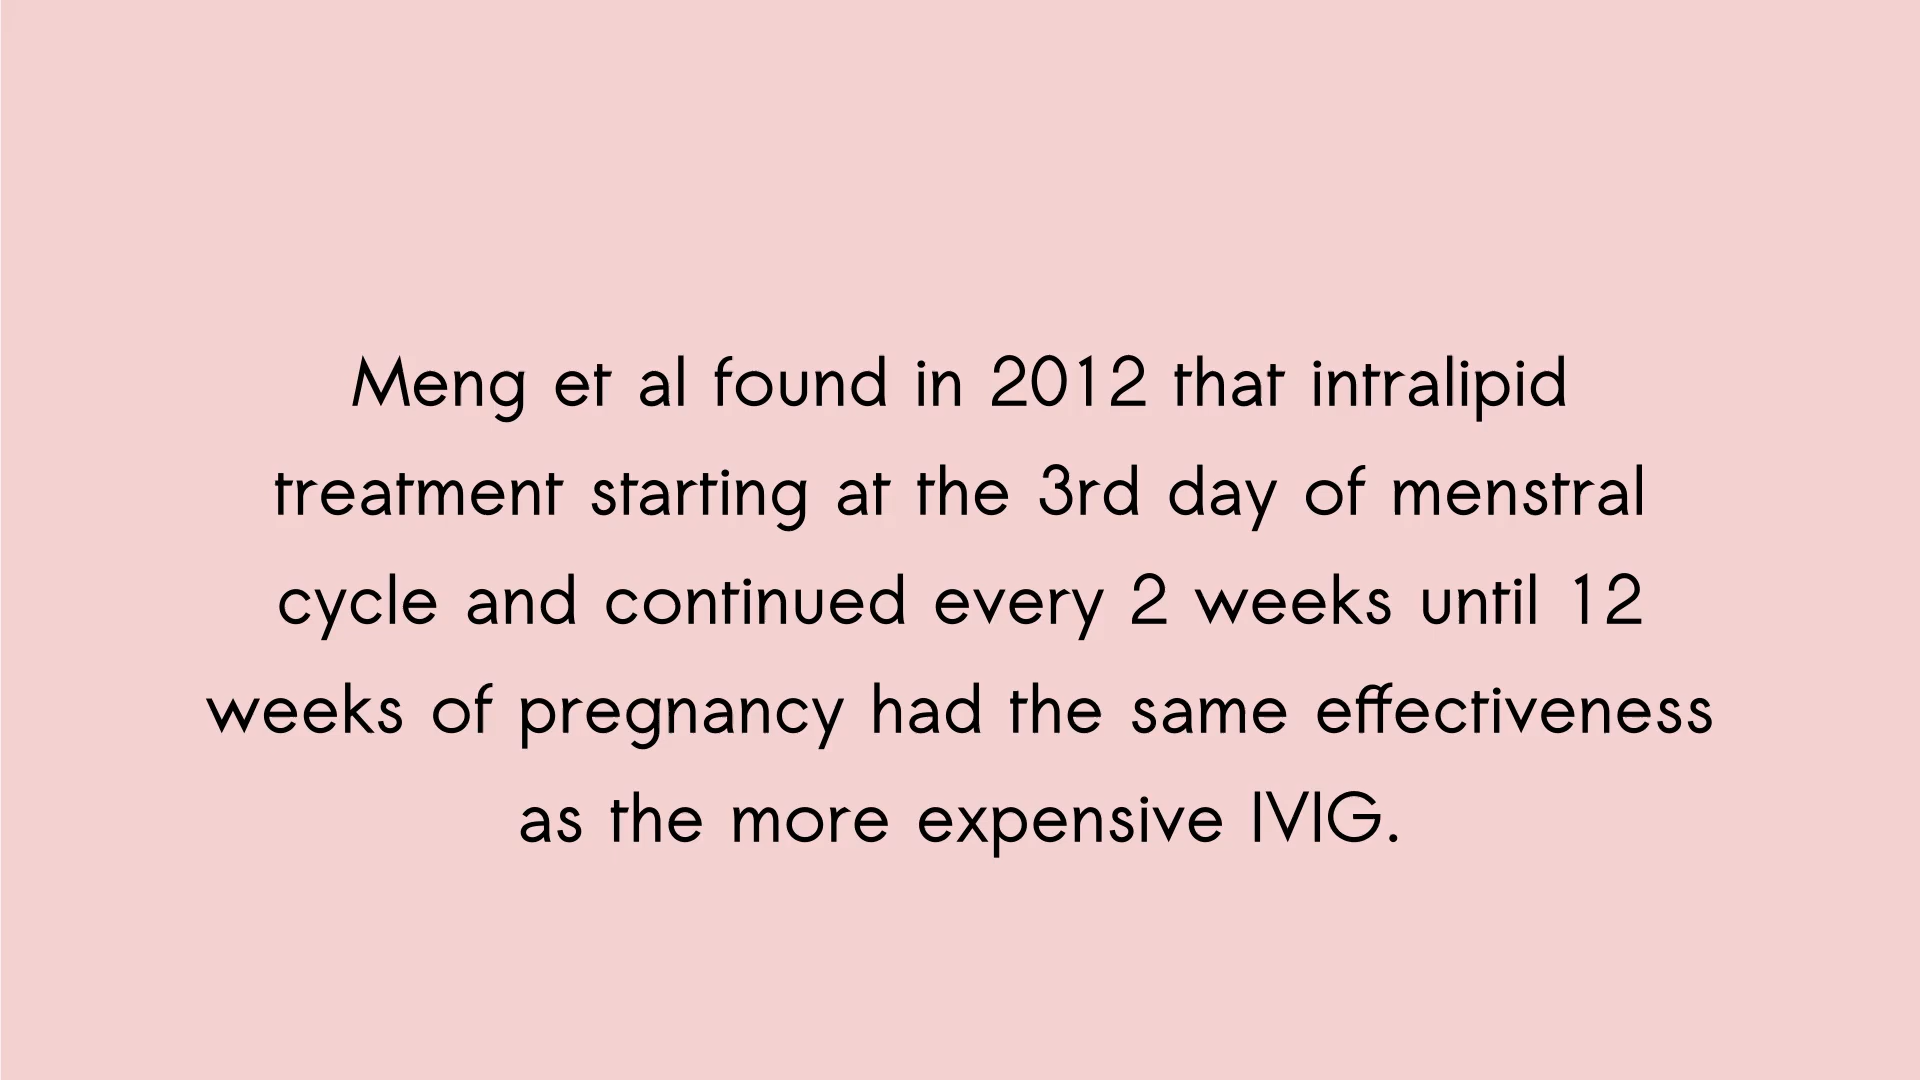 Meng et al found in 2012 that intralipid
treatment starting at the 3rd day of menstral
cycle and continued every 2 weeks until 12
weeks of pregnancy had the same effectiveness
as the more expensive IVIG.